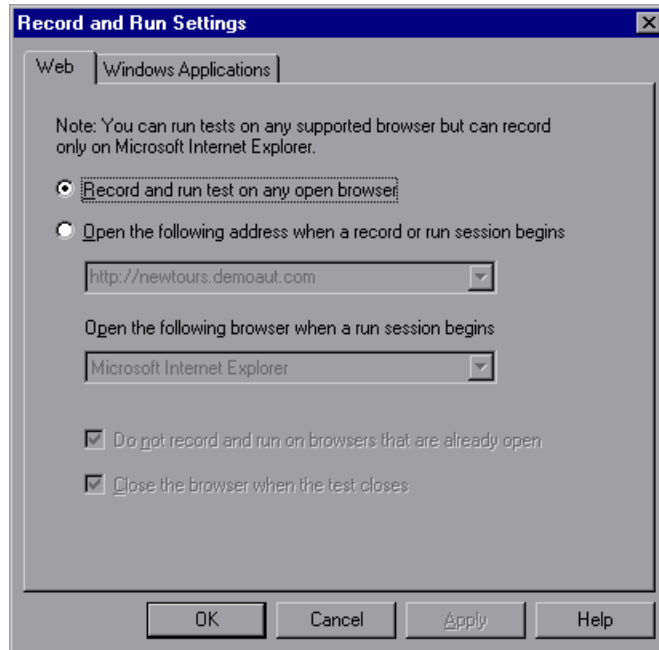 Record and Run Settings
Web
Windows Applications
Note: You can run tests on any supported browser but can record
only on Microsoft Internet Explorer.
Record and run test on any open browser
Open the following address when a record or run session begins
http://newtours.demoaut.com
Open the following browser when a run session begins
Microsoft Internet Explorer
Do not record and run on browsers that are already open
Close the browser when the test closes
OK
Cancel
Apply
Help